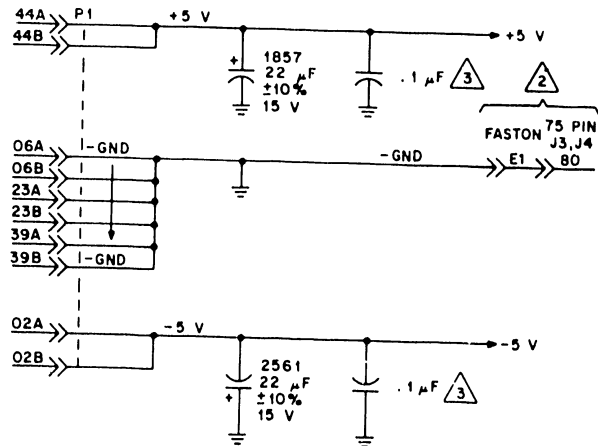 44A P1 +5 V
44B
+5 V
+ 1857
22 µF
±10%
15 V
.1 µF 3
2
FASTON 75 PIN
J3,J4
06A -GND
-GND E1 80
06B
23A
23B
39A
39B -GND
02A -5 V
02B
-5 V
2561
22 µF
±10%
+ 15 V
.1 µF 3